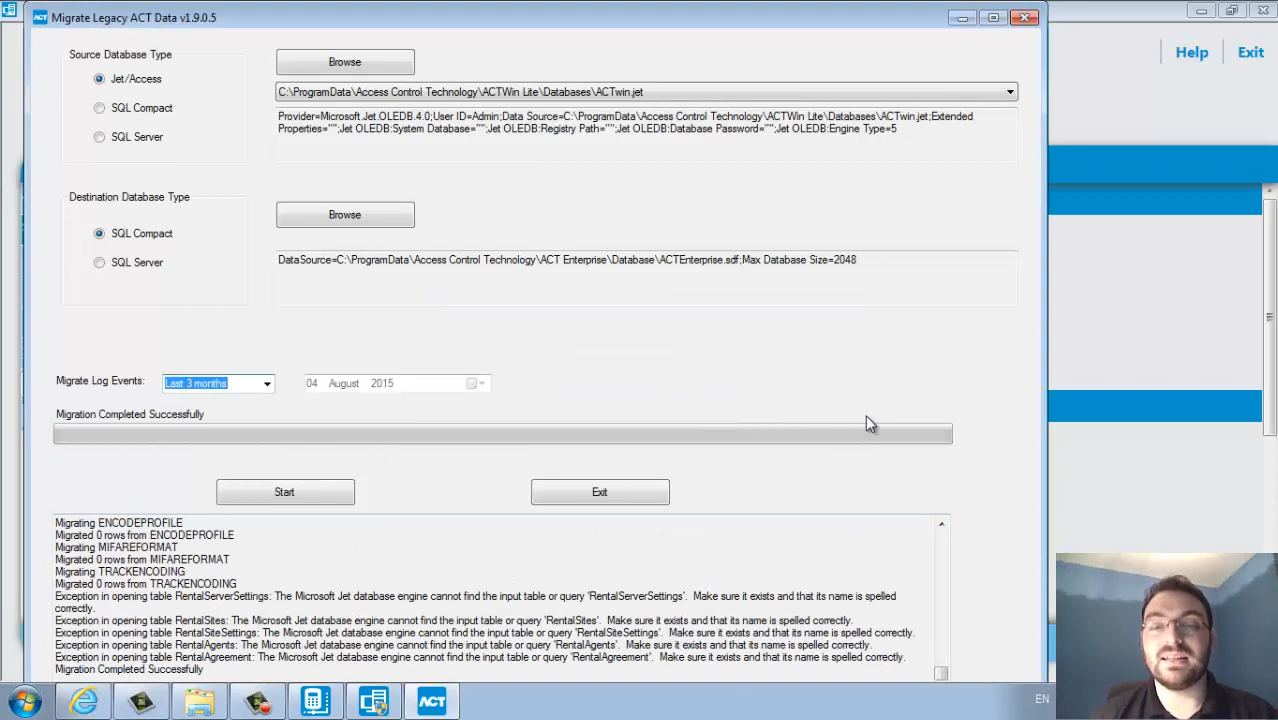 ACT Migrate Legacy ACT Data v1.9.0.5
Help Exit
Source Database Type
Browse
Jet/Access
C:\ProgramData\Access Control Technology\ACTWin Lite\Databases\ACTwin.jet
SQL Compact
Provider=Microsoft.Jet.OLEDB.4.0;User ID=Admin;Data Source=C:\ProgramData\Access Control Technology\ACTWin Lite\Databases\ACTwin.jet;Extended
Properties="";Jet OLEDB:System Database="";Jet OLEDB:Registry Path="";Jet OLEDB:Database Password="";Jet OLEDB:Engine Type=5
SQL Server
Destination Database Type
Browse
SQL Compact
SQL Server
DataSource=C:\ProgramData\Access Control Technology\ACT Enterprise\Database\ACTEnterprise.sdf;Max Database Size=2048
Migrate Log Events: Last 3 months 04 August 2015
Migration Completed Successfully
Start Exit
Migrating ENCODEPROFILE
Migrated 0 rows from ENCODEPROFILE
Migrating MIFAREFORMAT
Migrated 0 rows from MIFAREFORMAT
Migrating TRACKENCODING
Migrated 0 rows from TRACKENCODING
Exception in opening table RentalServerSettings: The Microsoft Jet database engine cannot find the input table or query 'RentalServerSettings'. Make sure it exists and that its name is spelled
correctly.
Exception in opening table RentalSites: The Microsoft Jet database engine cannot find the input table or query 'RentalSites'. Make sure it exists and that its name is spelled correctly.
Exception in opening table RentalSiteSettings: The Microsoft Jet database engine cannot find the input table or query 'RentalSiteSettings'. Make sure it exists and that its name is spelled correctly.
Exception in opening table RentalAgents: The Microsoft Jet database engine cannot find the input table or query 'RentalAgents'. Make sure it exists and that its name is spelled correctly.
Exception in opening table RentalAgreement: The Microsoft Jet database engine cannot find the input table or query 'RentalAgreement'. Make sure it exists and that its name is spelled correctly.
Migration Completed Successfully
ACT
EN